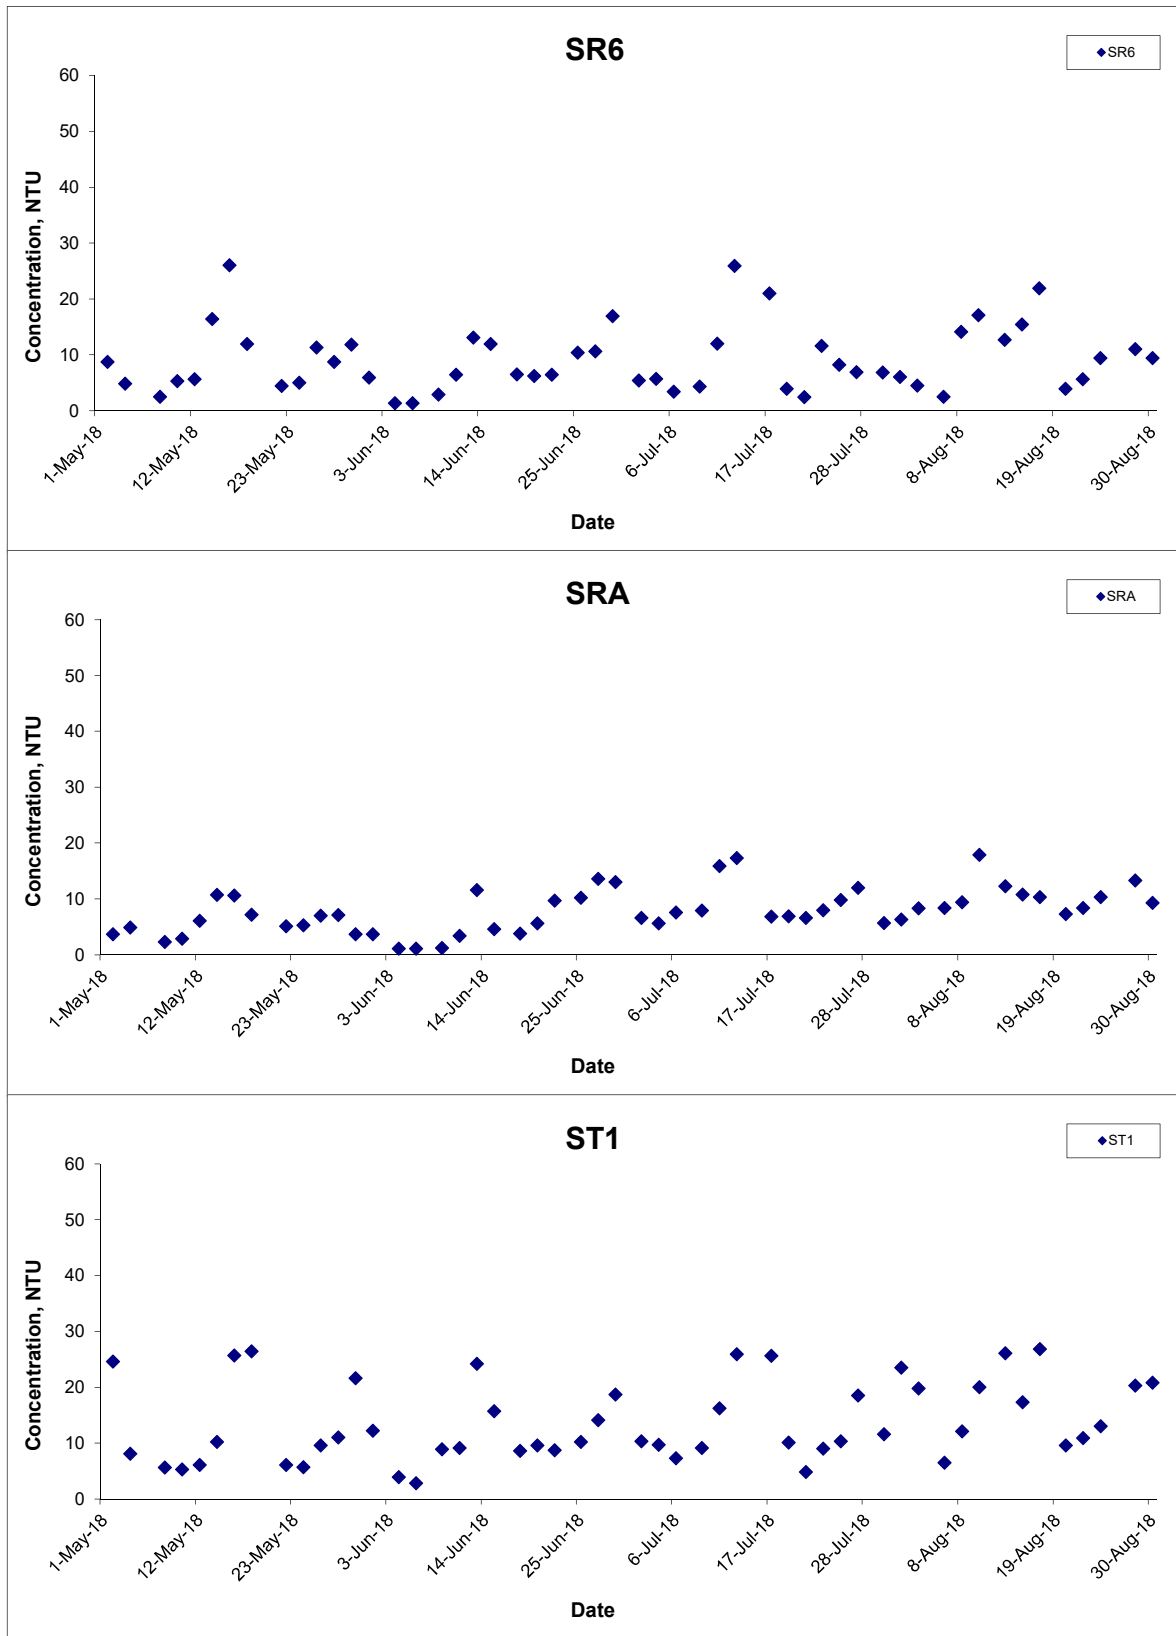 SR6
SR6
60
50
40
30
20
10
0
Concentration, NTU
1-May-18
12-May-18
23-May-18
3-Jun-18
14-Jun-18
25-Jun-18
6-Jul-18
17-Jul-18
28-Jul-18
8-Aug-18
19-Aug-18
30-Aug-18
Date
SRA
SRA
60
50
40
30
20
10
0
Concentration, NTU
1-May-18
12-May-18
23-May-18
3-Jun-18
14-Jun-18
25-Jun-18
6-Jul-18
17-Jul-18
28-Jul-18
8-Aug-18
19-Aug-18
30-Aug-18
Date
ST1
ST1
60
50
40
30
20
10
0
Concentration, NTU
1-May-18
12-May-18
23-May-18
3-Jun-18
14-Jun-18
25-Jun-18
6-Jul-18
17-Jul-18
28-Jul-18
8-Aug-18
19-Aug-18
30-Aug-18
Date